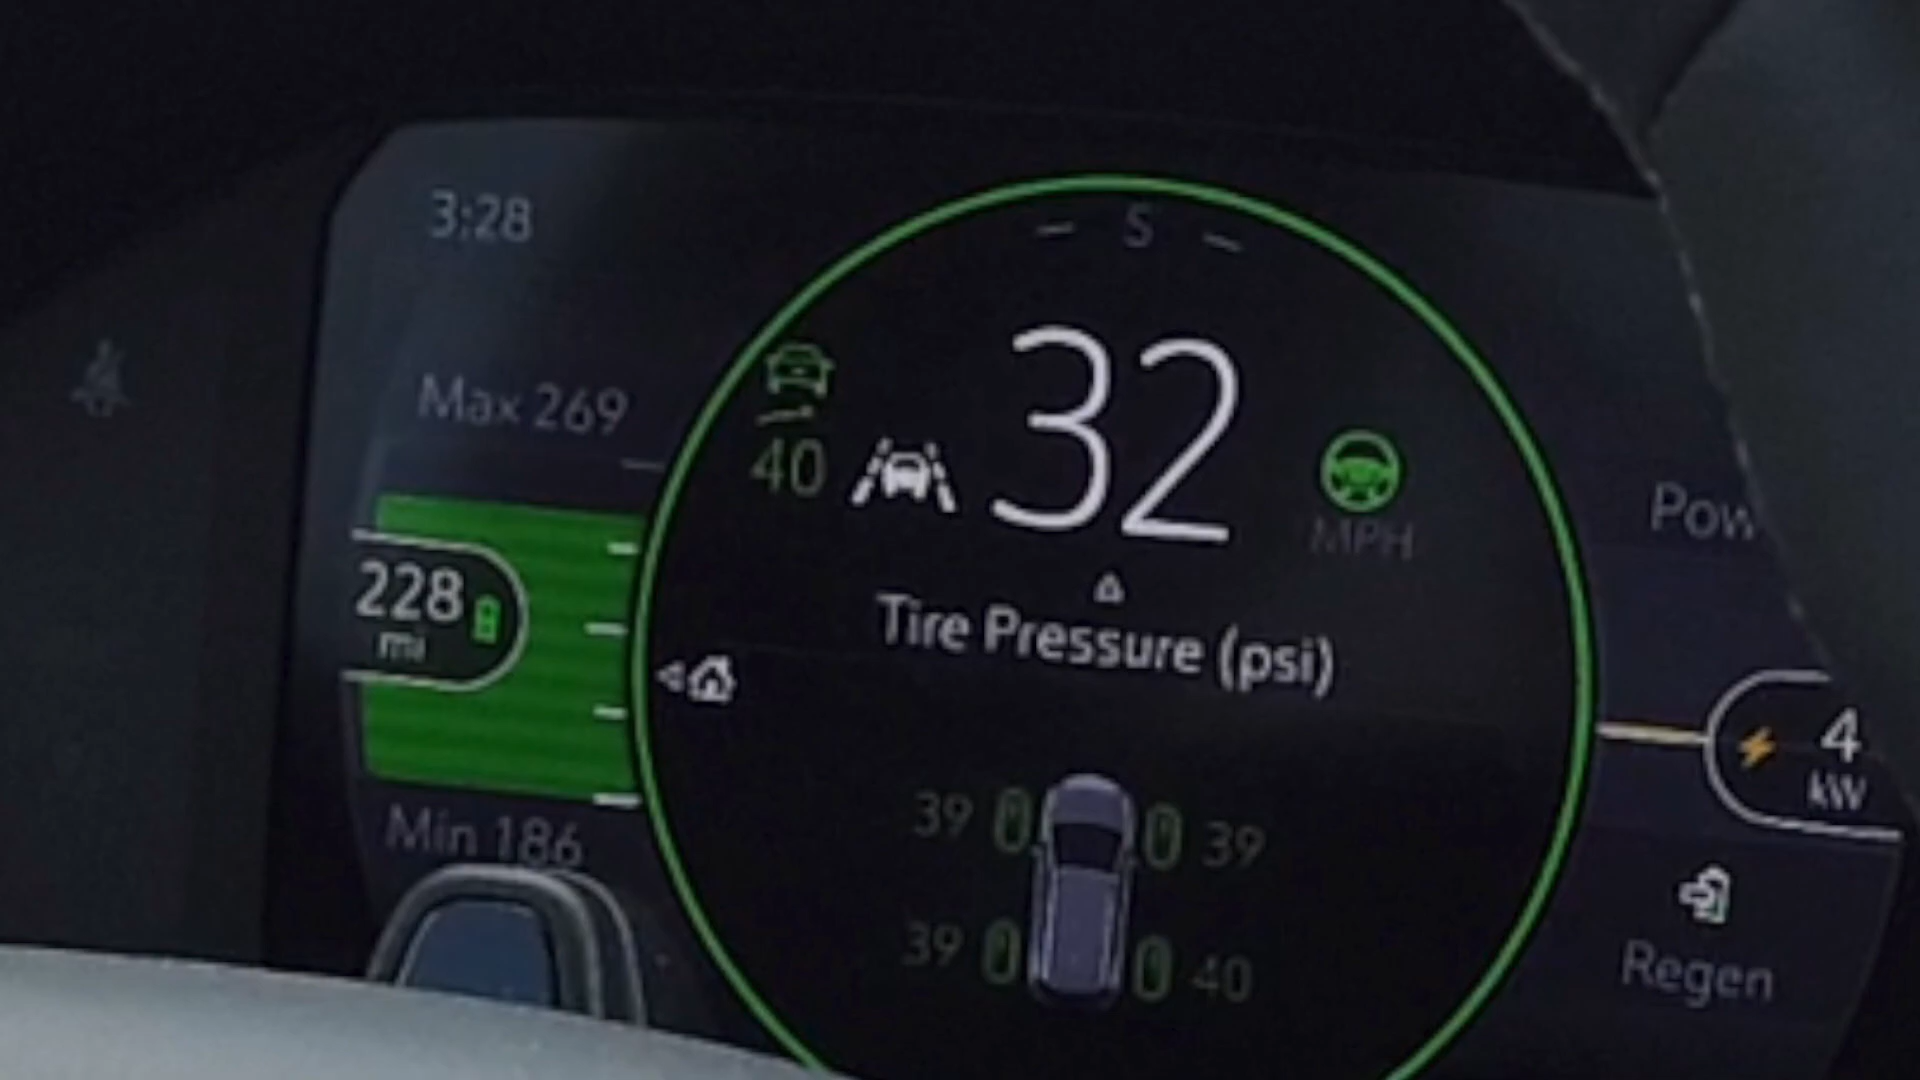 3:28
S
Max 269
40
32
MPH
Pow
228
mi
Tire Pressure (psi)
4
kW
39
39
Min 186
39
40
Regen